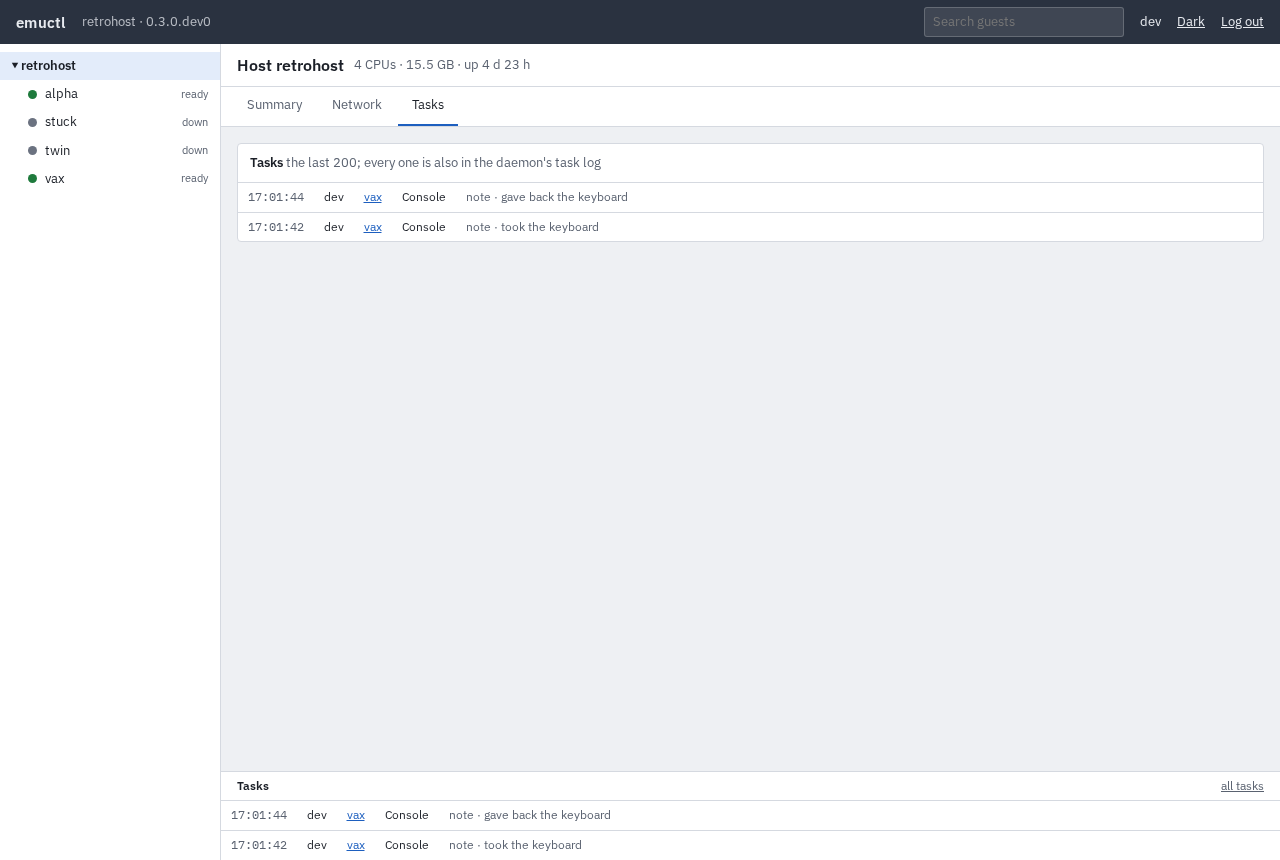 emuctl retrohost · 0.3.0.dev0 Search guests dev Dark Log out
▾ retrohost
alpha ready
stuck down
twin down
vax ready
Host retrohost 4 CPUs · 15.5 GB · up 4 d 23 h
Summary Network Tasks
Tasks the last 200; every one is also in the daemon's task log
17:01:44 dev vax Console note · gave back the keyboard
17:01:42 dev vax Console note · took the keyboard
Tasks all tasks
17:01:44 dev vax Console note · gave back the keyboard
17:01:42 dev vax Console note · took the keyboard